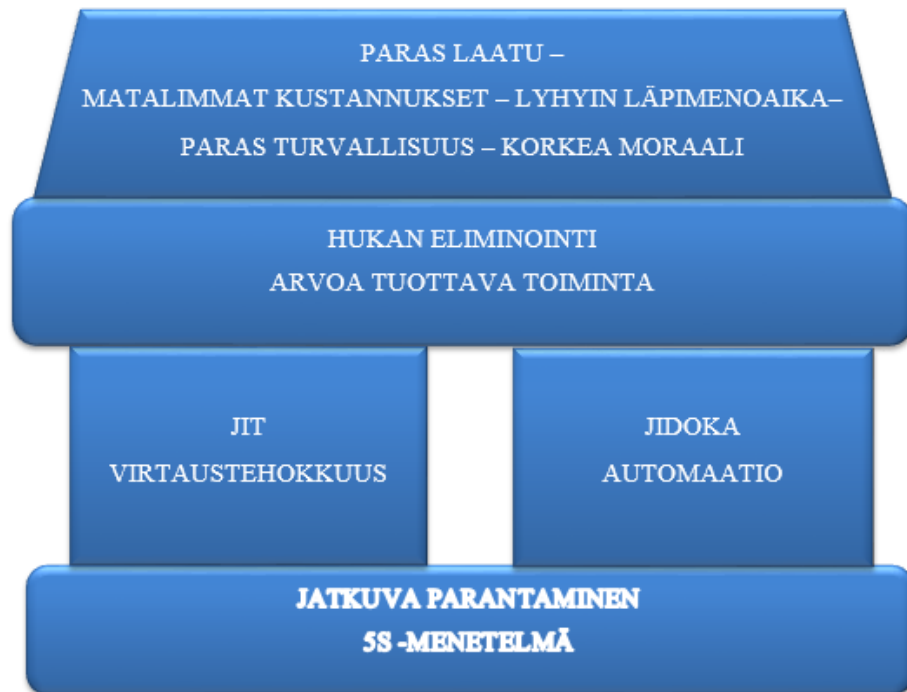 PARAS LAATU –
MATALIMMAT KUSTANNUKSET – LYHYIN LÄPIMENOAIKA–
PARAS TURVALLISUUS – KORKEA MORAALI
HUKAN ELIMINOINTI
ARVOA TUOTTAVA TOIMINTA
JIT
VIRTAUSTEHOKKUUS
JIDOKA
AUTOMAATIO
JATKUVA PARANTAMINEN
5S -MENETELMÄ